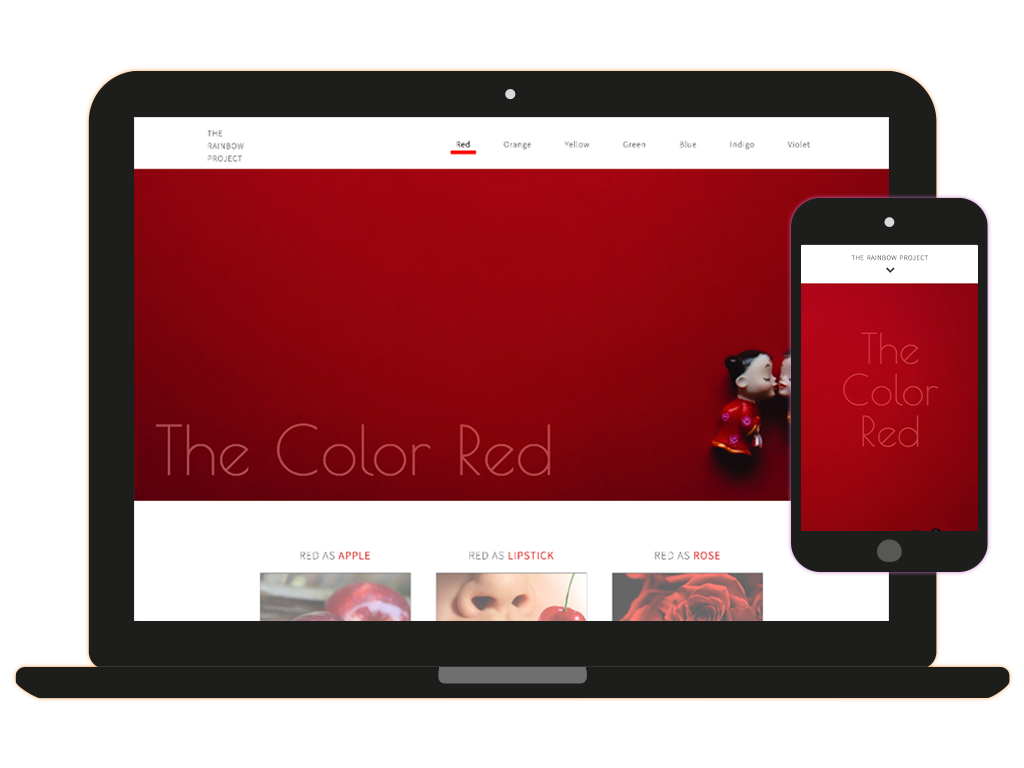 THE
RAINBOW
PROJECT
Red Orange Yellow Green Blue Indigo Violet
The Color Red
RED AS APPLE RED AS LIPSTICK RED AS ROSE
THE RAINBOW PROJECT
The
Color
Red